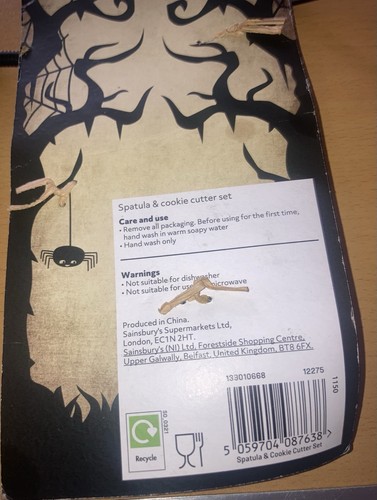 Spatula & cookie cutter set
Care and use
• Remove all packaging. Before using for the first time,
hand wash in warm soapy water
• Hand wash only
Warnings
• Not suitable for dishwasher
• Not suitable for use microwave
Produced in China.
Sainsbury's Supermarkets Ltd,
London, EC1N 2HT.
Sainsbury's (NI) Ltd, Forestside Shopping Centre,
Upper Galwally, Belfast, United Kingdom, BT8 6FX.
133010668 12275
1150
SO 0321
Recycle
5 059704 087638 >
Spatula & Cookie Cutter Set